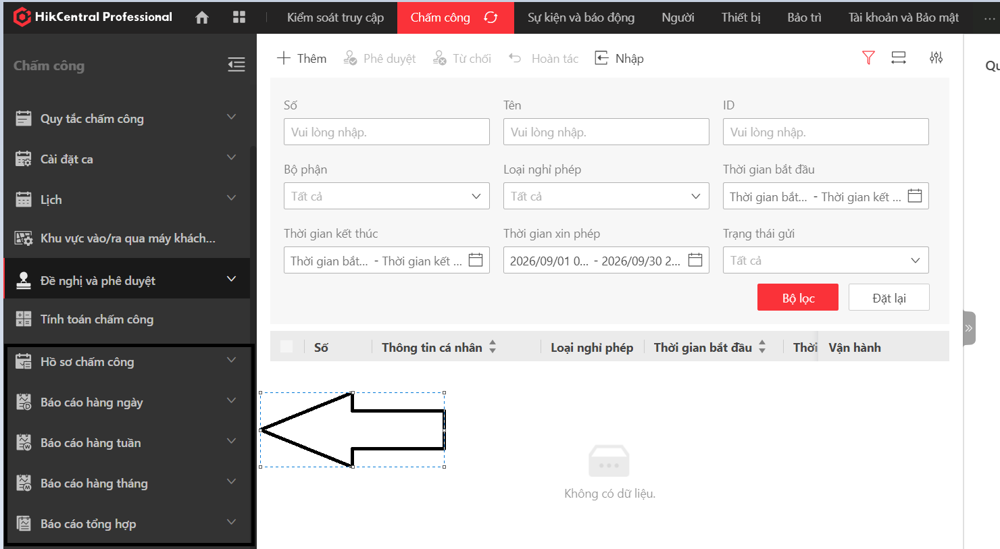 HikCentral Professional
Kiểm soát truy cập
Chấm công
Sự kiện và báo động
Người
Thiết bị
Bảo trì
Tài khoản và Bảo mật
...
Chấm công
Quy tắc chấm công
Cài đặt ca
Lịch
Khu vực vào/ra qua máy khách...
Đề nghị và phê duyệt
Tính toán chấm công
Hồ sơ chấm công
Báo cáo hàng ngày
Báo cáo hàng tuần
Báo cáo hàng tháng
Báo cáo tổng hợp
Thêm
Phê duyệt
Từ chối
Hoàn tác
Nhập
Số
Tên
ID
Vui lòng nhập.
Vui lòng nhập.
Vui lòng nhập.
Bộ phận
Loại nghỉ phép
Thời gian bắt đầu
Tất cả
Tất cả
Thời gian bắt... - Thời gian kết ...
Thời gian kết thúc
Thời gian xin phép
Trạng thái gửi
Thời gian bắt... - Thời gian kết ...
2026/09/01 0... - 2026/09/30 2...
Tất cả
Bộ lọc
Đặt lại
Số
Thông tin cá nhân
Loại nghỉ phép
Thời gian bắt đầu
Thời
Vận hành
Không có dữ liệu.